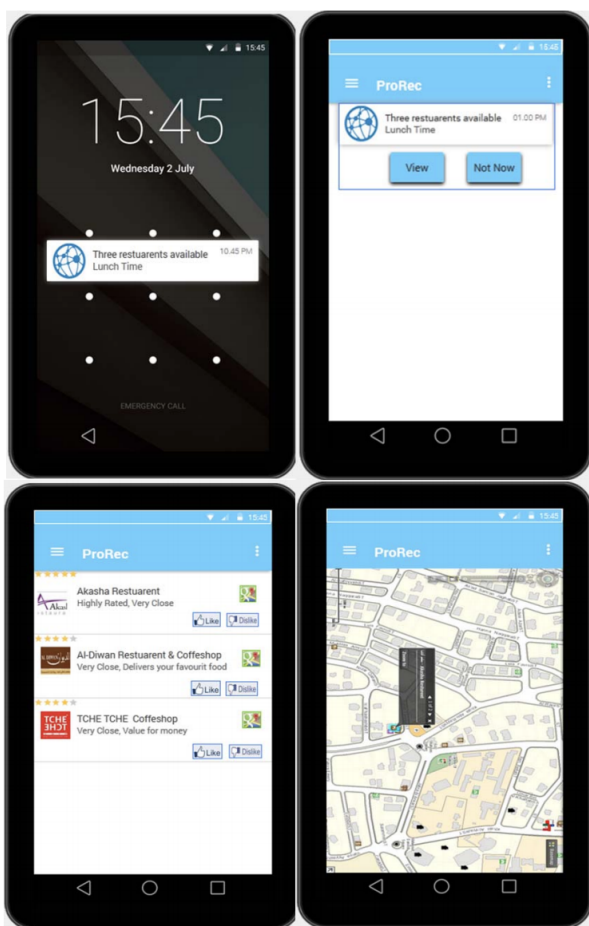 15:45
15:45
Wednesday 2 July
Three restuarents available 10.45 PM
Lunch Time
EMERGENCY CALL
15:45
ProRec
Three restuarents available 01.00 PM
Lunch Time
View Not Now
15:45
ProRec
Akasha Restuarent
Highly Rated, Very Close
Like Dislike
Al-Diwan Restuarent & Coffeshop
Very Close, Delivers your favourit food
Like Dislike
TCHE TCHE Coffeshop
Very Close, Value for money
Like Dislike
TCHE
15:45
ProRec